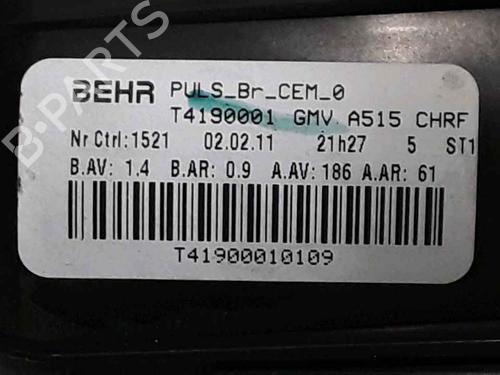 BEHR PULS_Br_CEM_0
T4190001 GMV A515 CHRF
Nr Ctrl:1521 02.02.11 21h27 5 ST1
B.AV: 1.4 B.AR: 0.9 A.AV: 186 A.AR: 61
T41900010109
B-PARTS